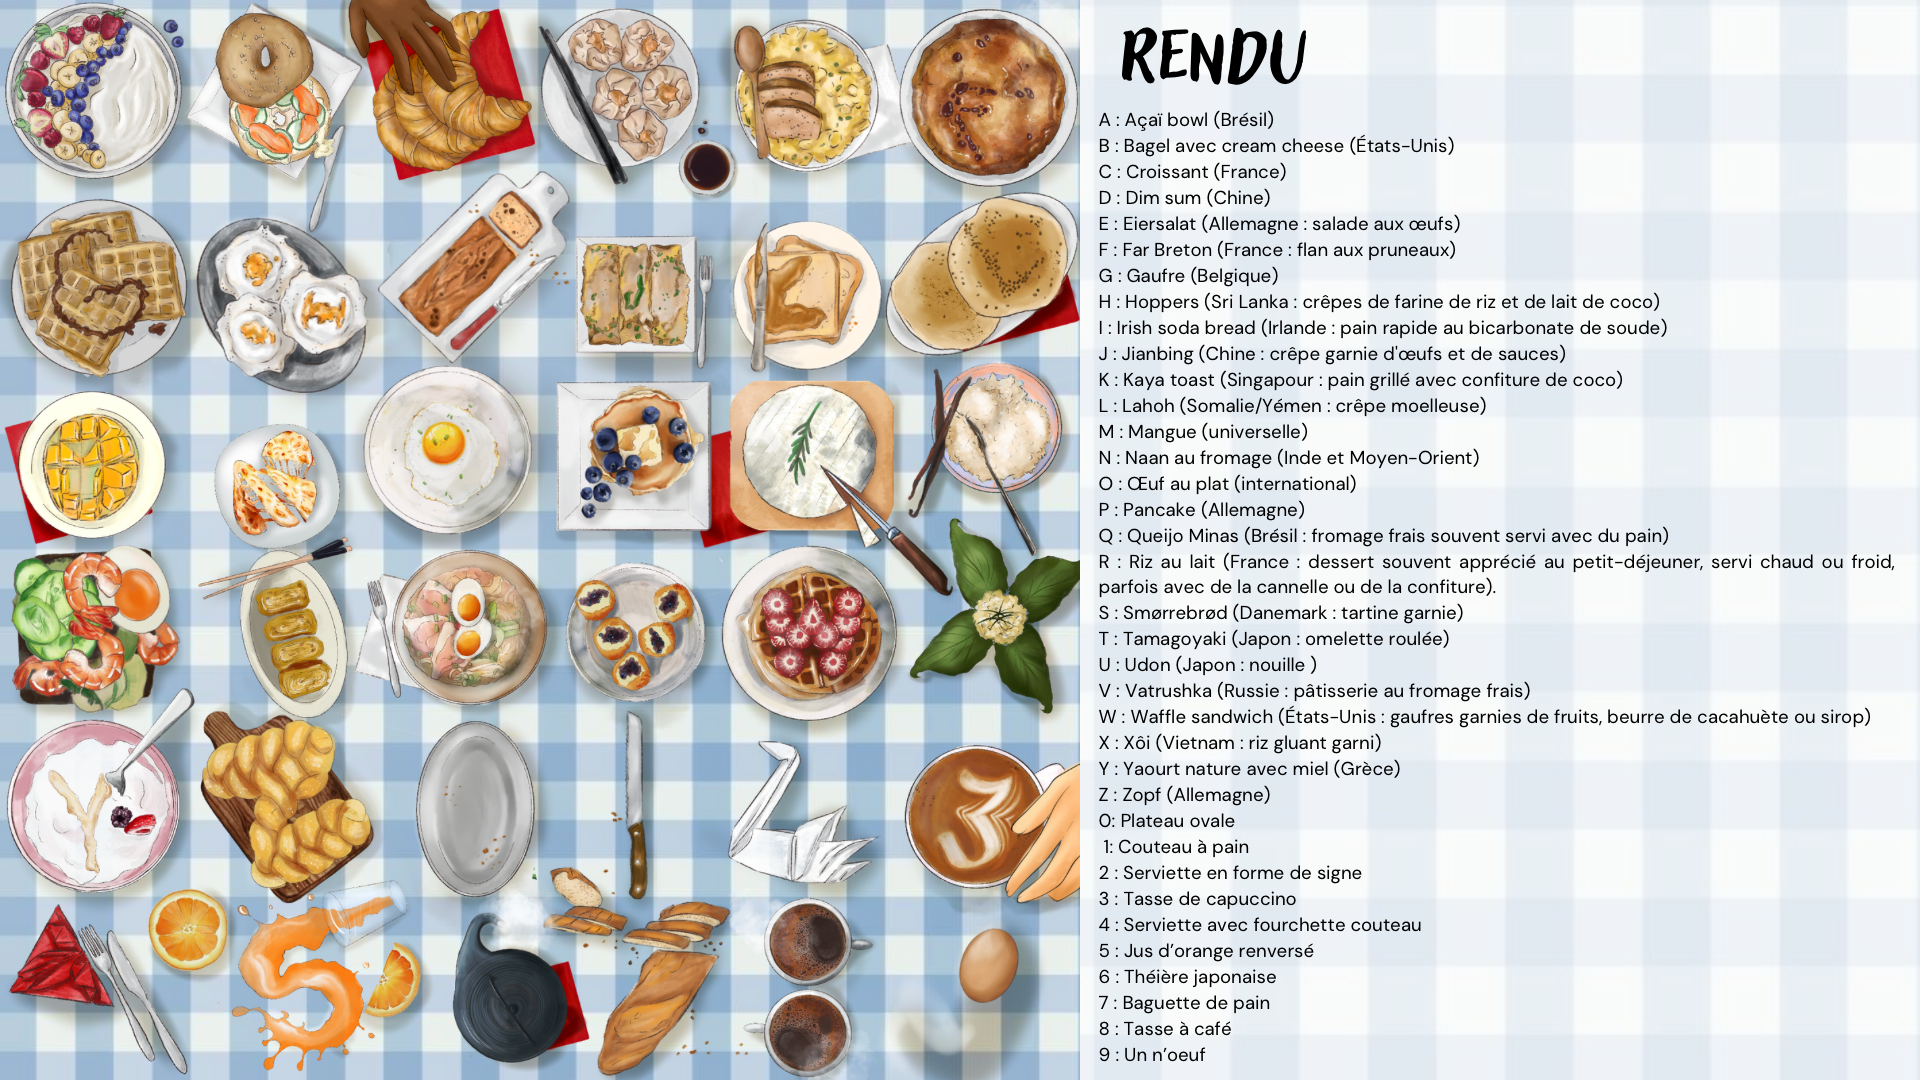 RENDU
A : Açaï bowl (Brésil)
B : Bagel avec cream cheese (États-Unis)
C : Croissant (France)
D : Dim sum (Chine)
E : Eiersalat (Allemagne : salade aux œufs)
F : Far Breton (France : flan aux pruneaux)
G : Gaufre (Belgique)
H : Hoppers (Sri Lanka : crêpes de farine de riz et de lait de coco)
I : Irish soda bread (Irlande : pain rapide au bicarbonate de soude)
J : Jianbing (Chine : crêpe garnie d'œufs et de sauces)
K : Kaya toast (Singapour : pain grillé avec confiture de coco)
L : Lahoh (Somalie/Yémen : crêpe moelleuse)
M : Mangue (universelle)
N : Naan au fromage (Inde et Moyen-Orient)
O : Œuf au plat (international)
P : Pancake (Allemagne)
Q : Queijo Minas (Brésil : fromage frais souvent servi avec du pain)
R : Riz au lait (France : dessert souvent apprécié au petit-déjeuner, servi chaud ou froid,
parfois avec de la cannelle ou de la confiture).
S : Smørrebrød (Danemark : tartine garnie)
T : Tamagoyaki (Japon : omelette roulée)
U : Udon (Japon : nouille )
V : Vatrushka (Russie : pâtisserie au fromage frais)
W : Waffle sandwich (États-Unis : gaufres garnies de fruits, beurre de cacahuète ou sirop)
X : Xôi (Vietnam : riz gluant garni)
Y : Yaourt nature avec miel (Grèce)
Z : Zopf (Allemagne)
0: Plateau ovale
1: Couteau à pain
2 : Serviette en forme de signe
3 : Tasse de capuccino
4 : Serviette avec fourchette couteau
5 : Jus d’orange renversé
6 : Théière japonaise
7 : Baguette de pain
8 : Tasse à café
9 : Un n’oeuf